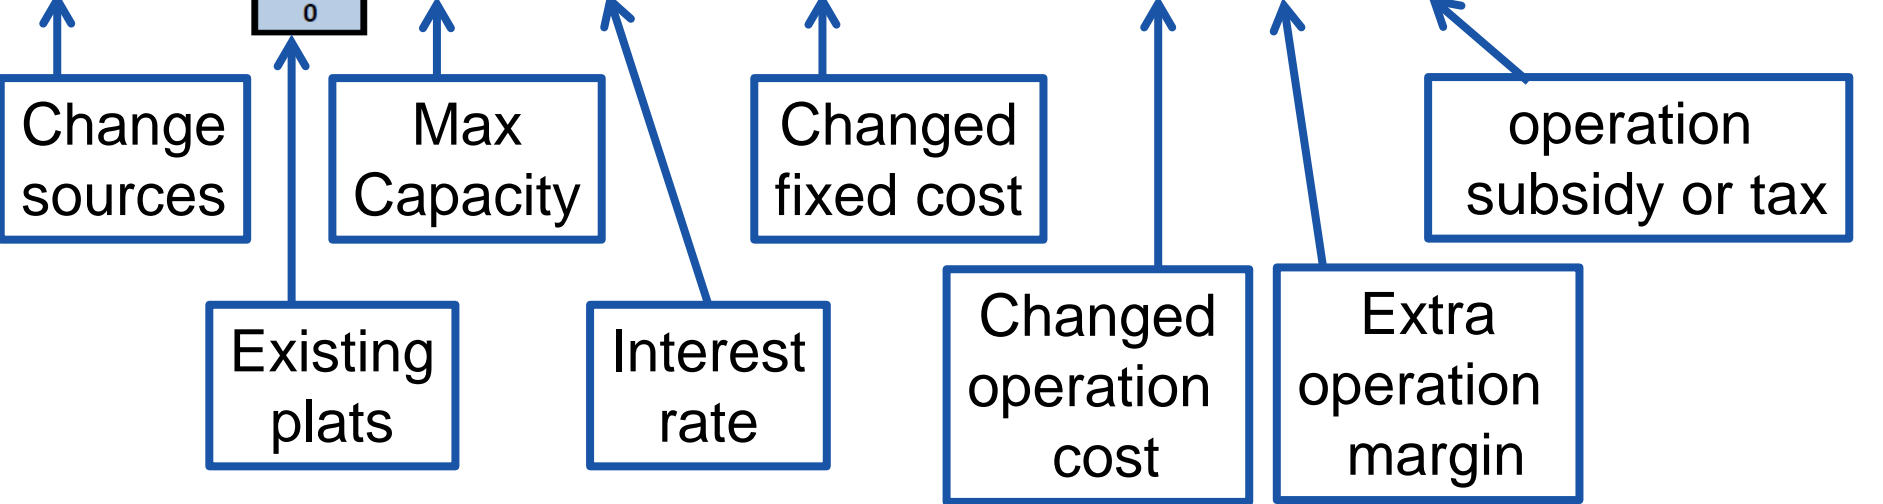 0
Change
sources
Max
Capacity
Changed
fixed cost
operation
subsidy or tax
Existing
plats
Interest
rate
Changed
operation
cost
Extra
operation
margin